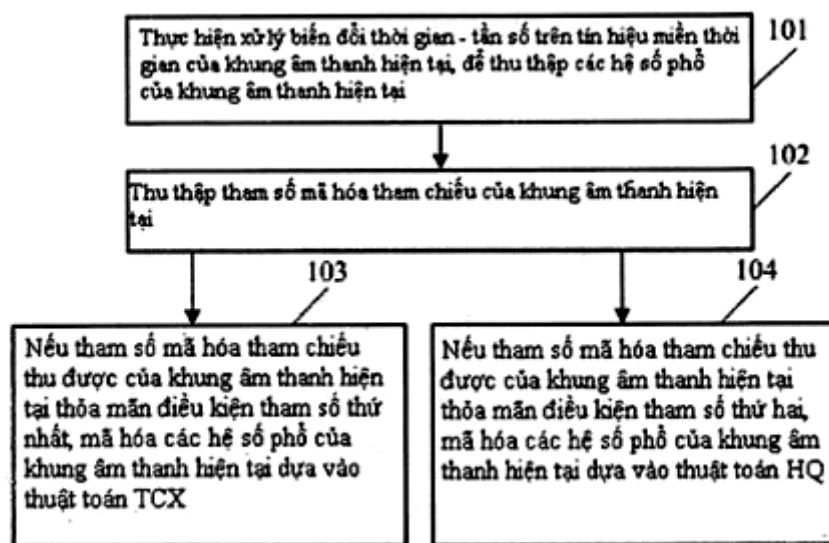 Thực hiện xử lý biến đổi thời gian - tần số trên tín hiệu miền thời
gian của khung âm thanh hiện tại, để thu thập các hệ số phổ
của khung âm thanh hiện tại
101
102
Thu thập tham số mã hóa tham chiếu của khung âm thanh hiện
tại
103
104
Nếu tham số mã hóa tham chiếu
thu được của khung âm thanh hiện
tại thỏa mãn điều kiện tham số thứ
nhất, mã hóa các hệ số phổ của
khung âm thanh hiện tại dựa vào
thuật toán TCX
Nếu tham số mã hóa tham chiếu thu
được của khung âm thanh hiện tại
thỏa mãn điều kiện tham số thứ hai,
mã hóa các hệ số phổ của khung âm
thanh hiện tại dựa vào thuật toán HQ